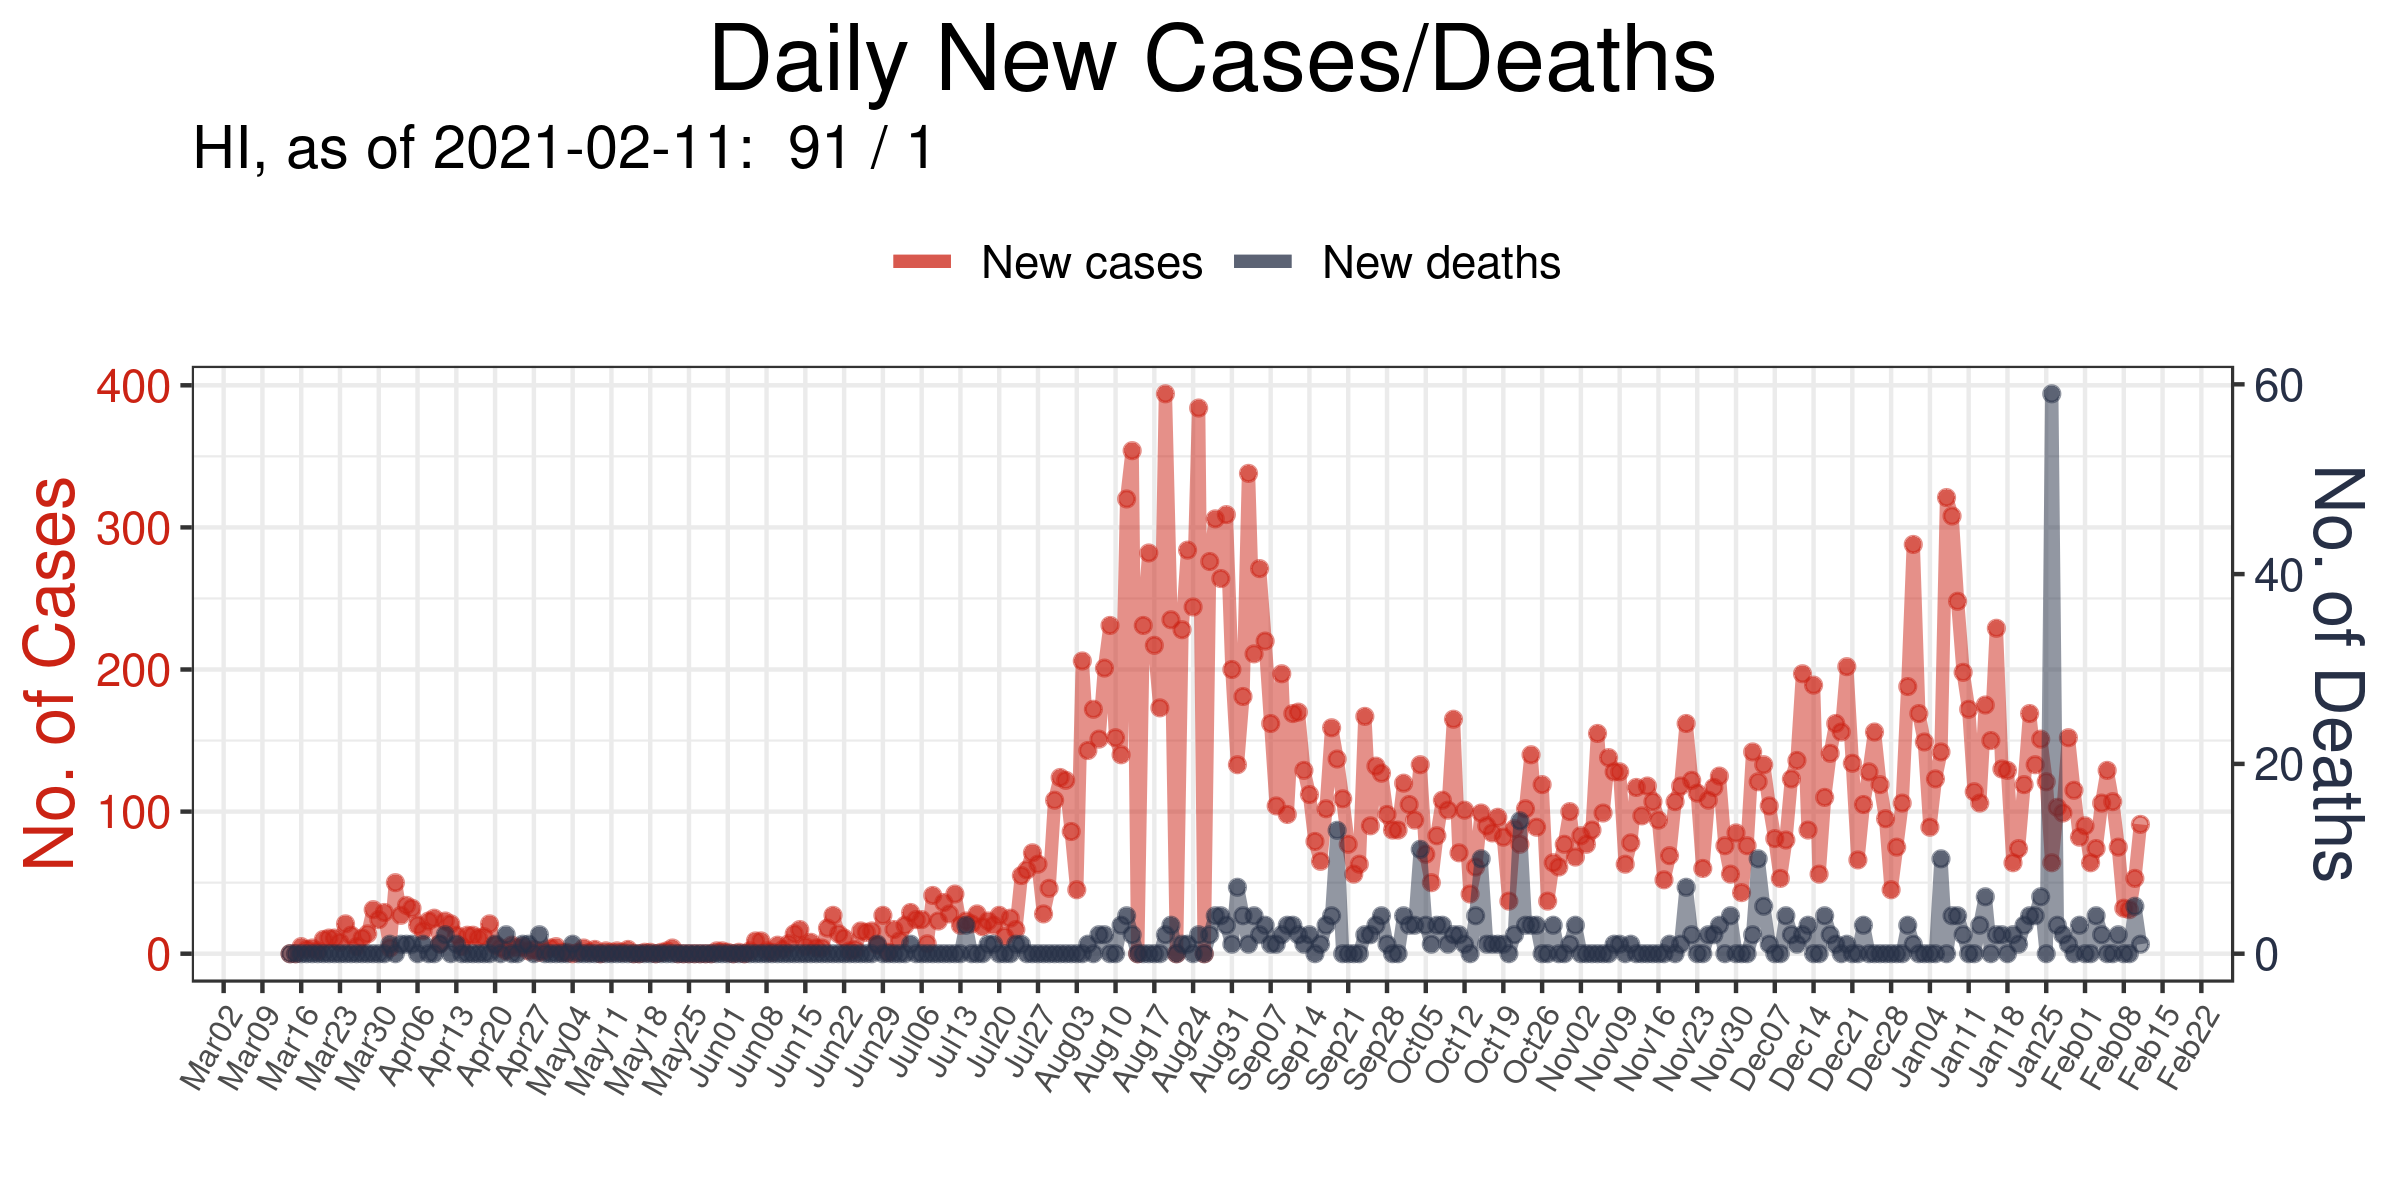 Daily New Cases/Deaths
HI, as of 2021-02-11:  91 / 1
New cases New deaths
No. of Cases
400
300
200
100
0
60
40
20
0
No. of Deaths
Mar02 Mar09 Mar16 Mar23 Mar30 Apr06 Apr13 Apr20 Apr27 May04 May11 May18 May25 Jun01 Jun08 Jun15 Jun22 Jun29 Jul06 Jul13 Jul20 Jul27 Aug03 Aug10 Aug17 Aug24 Aug31 Sep07 Sep14 Sep21 Sep28 Oct05 Oct12 Oct19 Oct26 Nov02 Nov09 Nov16 Nov23 Nov30 Dec07 Dec14 Dec21 Dec28 Jan04 Jan11 Jan18 Jan25 Feb01 Feb08 Feb15 Feb22